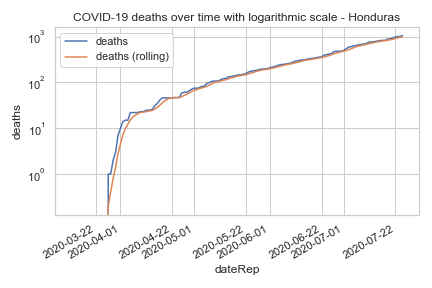 COVID-19 deaths over time with logarithmic scale - Honduras
deaths
deaths (rolling)
10³
10²
10¹
10⁰
deaths
2020-03-22
2020-04-01
2020-04-22
2020-05-01
2020-05-22
2020-06-01
2020-06-22
2020-07-01
2020-07-22
dateRep